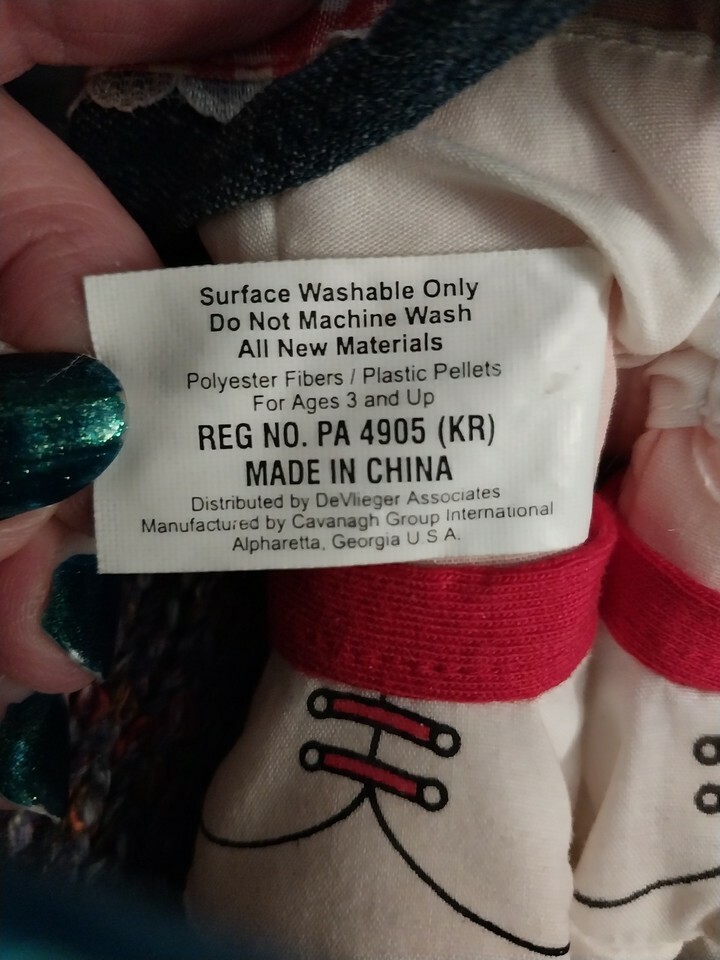 Surface Washable Only
Do Not Machine Wash
All New Materials
Polyester Fibers / Plastic Pellets
For Ages 3 and Up
REG NO. PA 4905 (KR)
MADE IN CHINA
Distributed by DeVlieger Associates
Manufactured by Cavanagh Group International
Alpharetta, Georgia U S A.